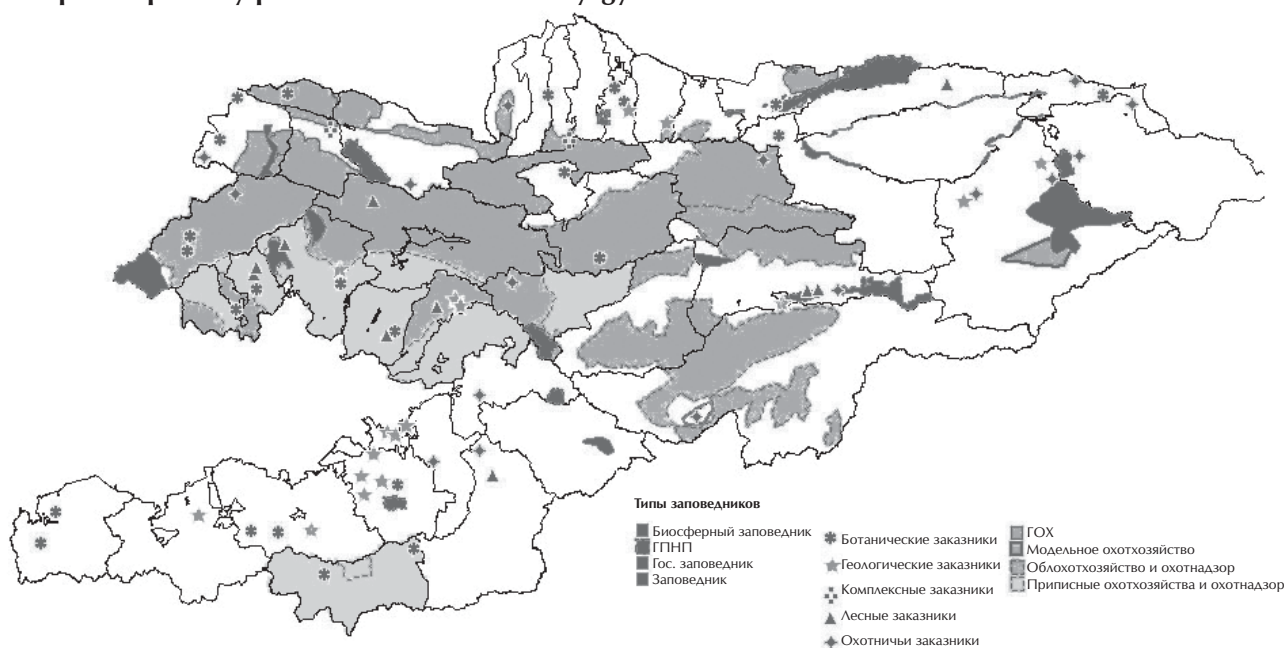 Типы заповедников
Биосферный заповедник
ГПНП
Гос. заповедник
Заповедник
Ботанические заказники
Геологические заказники
Комплексные заказники
Лесные заказники
Охотничьи заказники
ГОХ
Модельное охотхозяйство
Облохотхозяйство и охотнадзор
Приписные охотхозяйства и охотнадзор